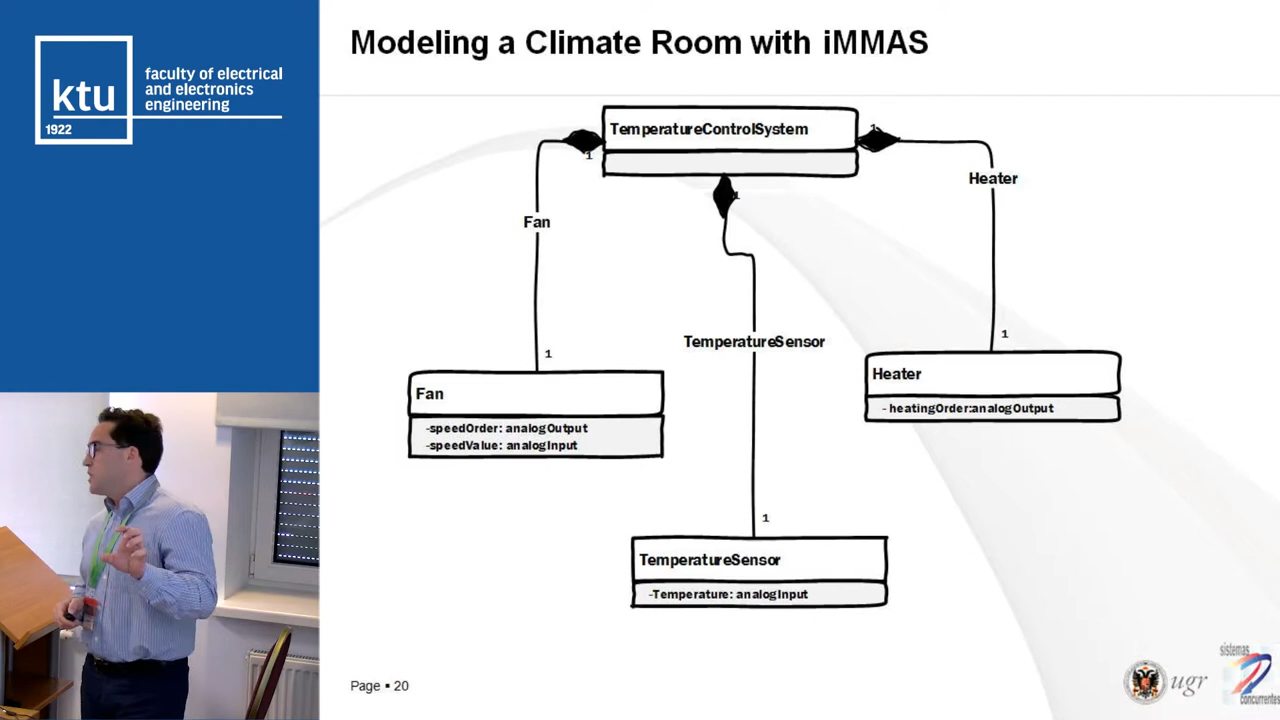 Modeling a Climate Room with iMMAS
ktu
1922
faculty of electrical
and electronics
engineering
TemperatureControlSystem
1
1
1
Fan
Heater
TemperatureSensor
1
1
1
Fan
-speedOrder: analogOutput
-speedValue: analogInput
Heater
- heatingOrder:analogOutput
TemperatureSensor
-Temperature: analogInput
Page ▪ 20
ugr
sistemas
concurrentes